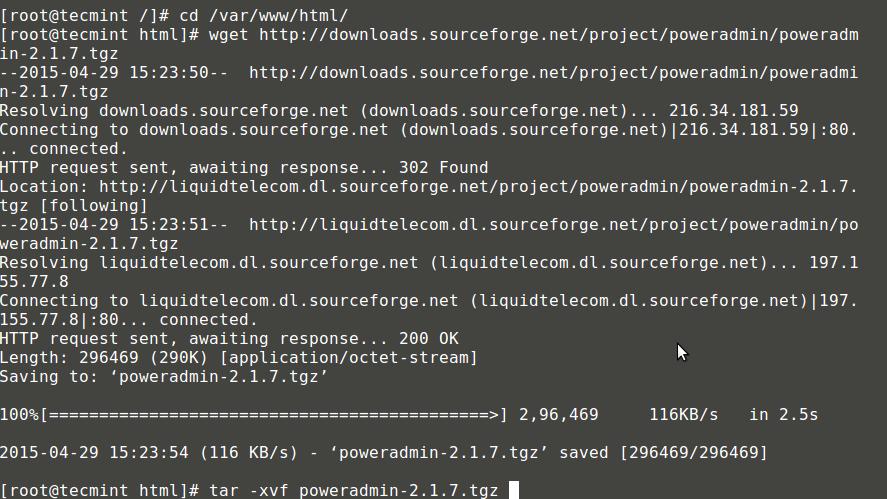 [root@tecmint /]# cd /var/www/html/
[root@tecmint html]# wget http://downloads.sourceforge.net/project/poweradmin/poweradm
in-2.1.7.tgz
--2015-04-29 15:23:50--  http://downloads.sourceforge.net/project/poweradmin/poweradmi
n-2.1.7.tgz
Resolving downloads.sourceforge.net (downloads.sourceforge.net)... 216.34.181.59
Connecting to downloads.sourceforge.net (downloads.sourceforge.net)|216.34.181.59|:80.
.. connected.
HTTP request sent, awaiting response... 302 Found
Location: http://liquidtelecom.dl.sourceforge.net/project/poweradmin/poweradmin-2.1.7.
tgz [following]
--2015-04-29 15:23:51--  http://liquidtelecom.dl.sourceforge.net/project/poweradmin/po
weradmin-2.1.7.tgz
Resolving liquidtelecom.dl.sourceforge.net (liquidtelecom.dl.sourceforge.net)... 197.1
55.77.8
Connecting to liquidtelecom.dl.sourceforge.net (liquidtelecom.dl.sourceforge.net)|197.
155.77.8|:80... connected.
HTTP request sent, awaiting response... 200 OK
Length: 296469 (290K) [application/octet-stream]
Saving to: ‘poweradmin-2.1.7.tgz’
100%[============================================>] 2,96,469     116KB/s   in 2.5s
2015-04-29 15:23:54 (116 KB/s) - ‘poweradmin-2.1.7.tgz’ saved [296469/296469]
[root@tecmint html]# tar -xvf poweradmin-2.1.7.tgz